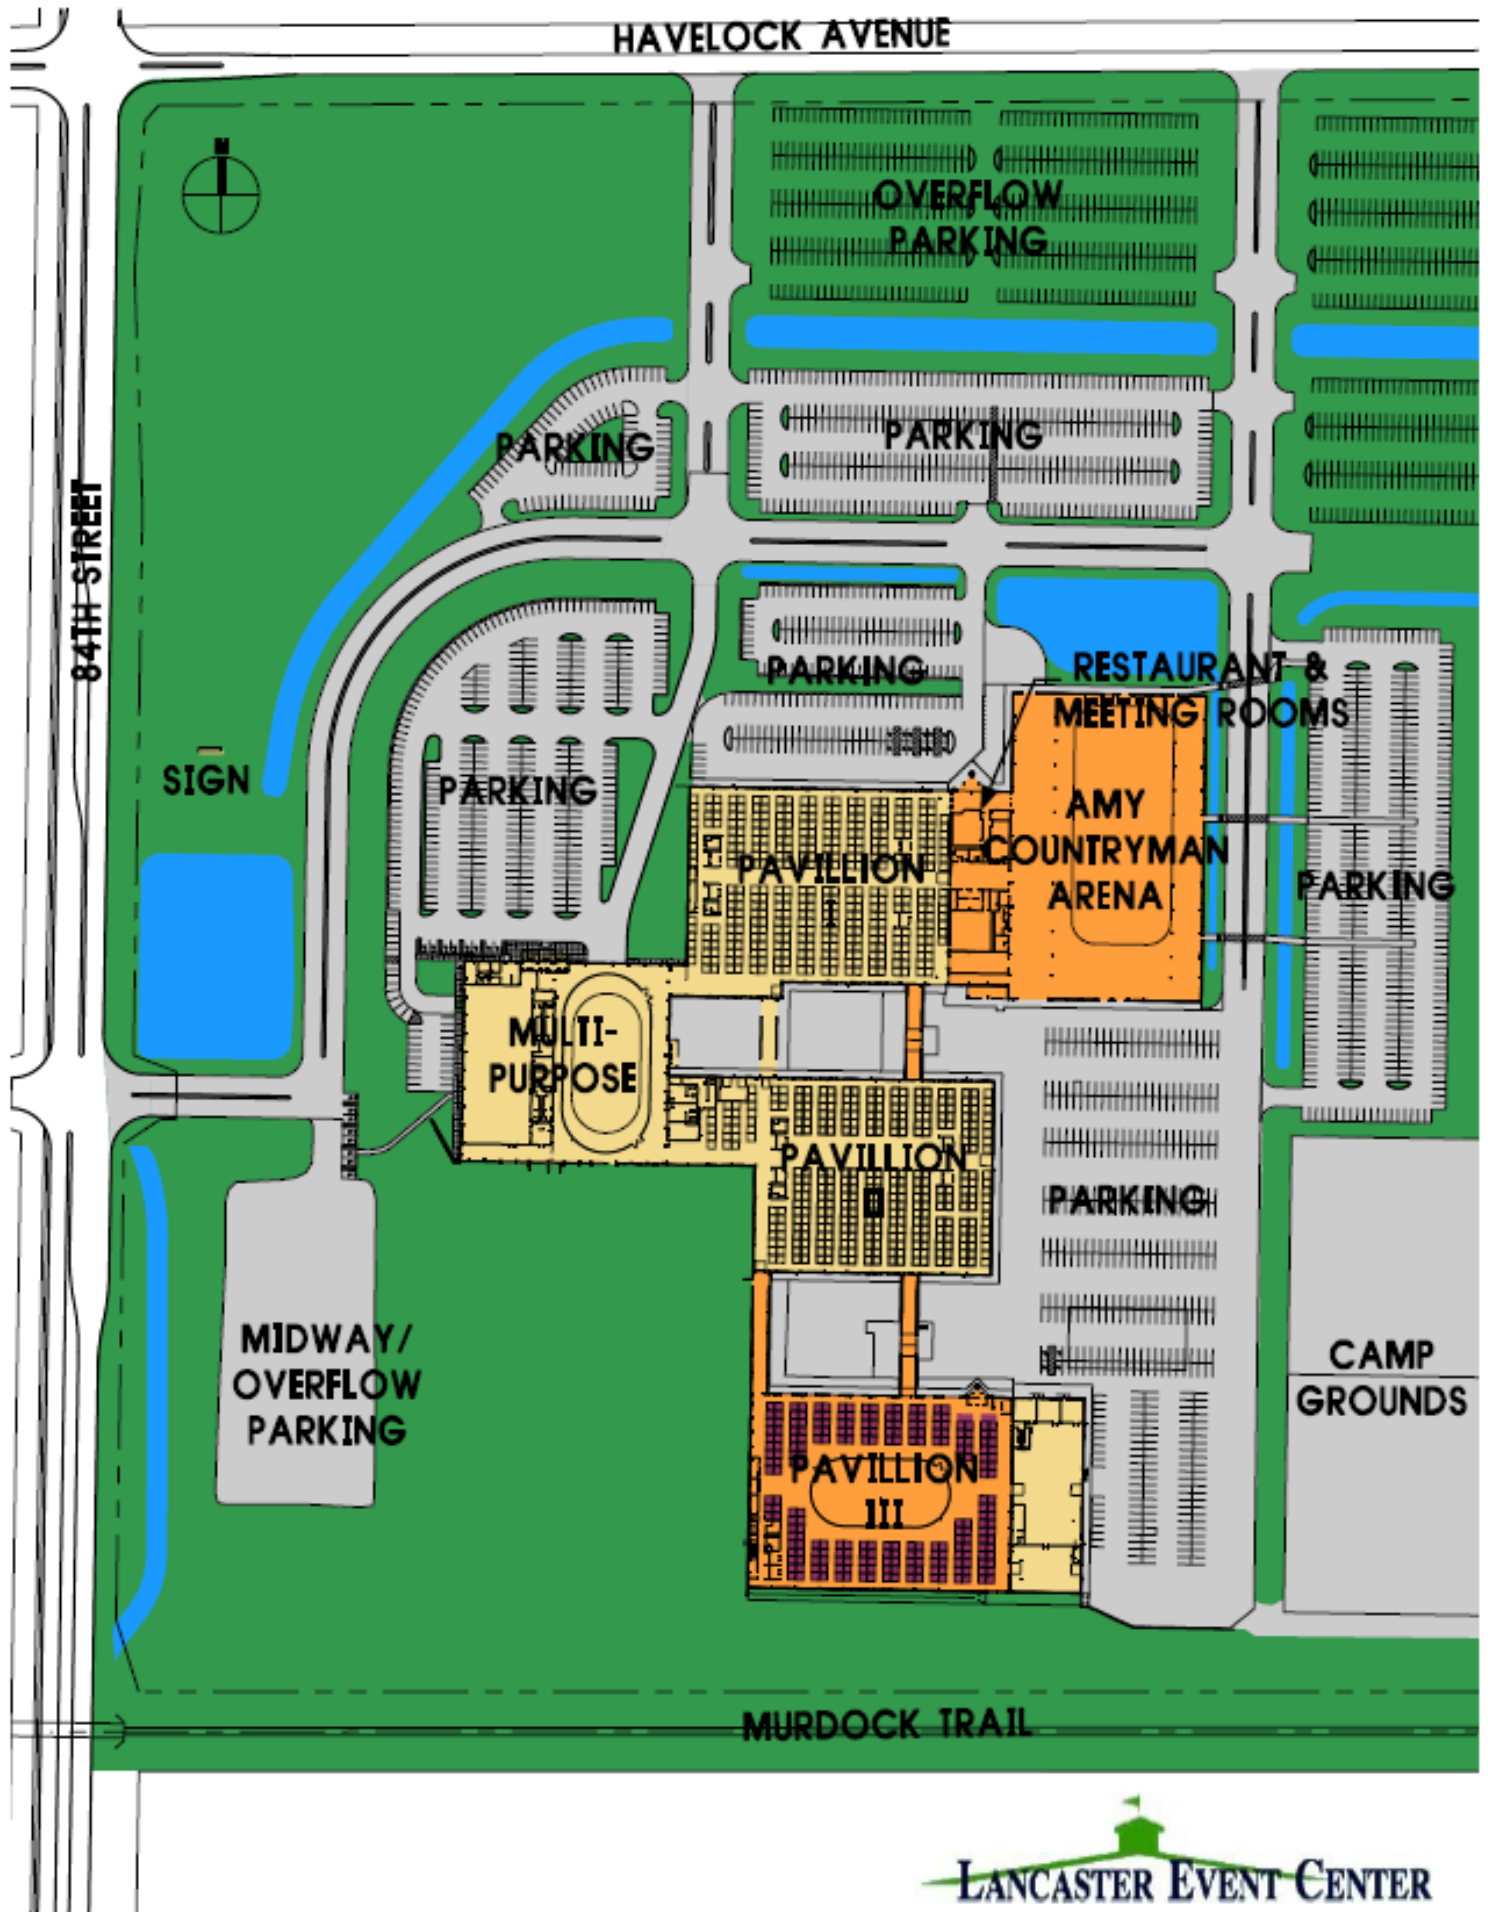 HAVELOCK AVENUE
N
OVERFLOW
PARKING
PARKING
PARKING
84TH STREET
PARKING
RESTAURANT &
MEETING ROOMS
SIGN
PARKING
AMY
COUNTRYMAN
ARENA
PAVILLION
I
PARKING
MULTI-
PURPOSE
PAVILLION
II
PARKING
MIDWAY/
OVERFLOW
PARKING
CAMP
GROUNDS
PAVILLION
III
MURDOCK TRAIL
LANCASTER EVENT CENTER